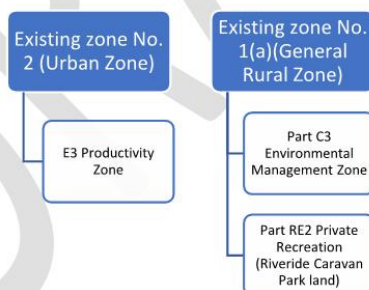 Existing zone No.
2 (Urban Zone)
E3 Productivity
Zone
Existing zone No.
1(a)(General
Rural Zone)
Part C3
Environmental
Management Zone
Part RE2 Private
Recreation
(Riveride Caravan
Park land)